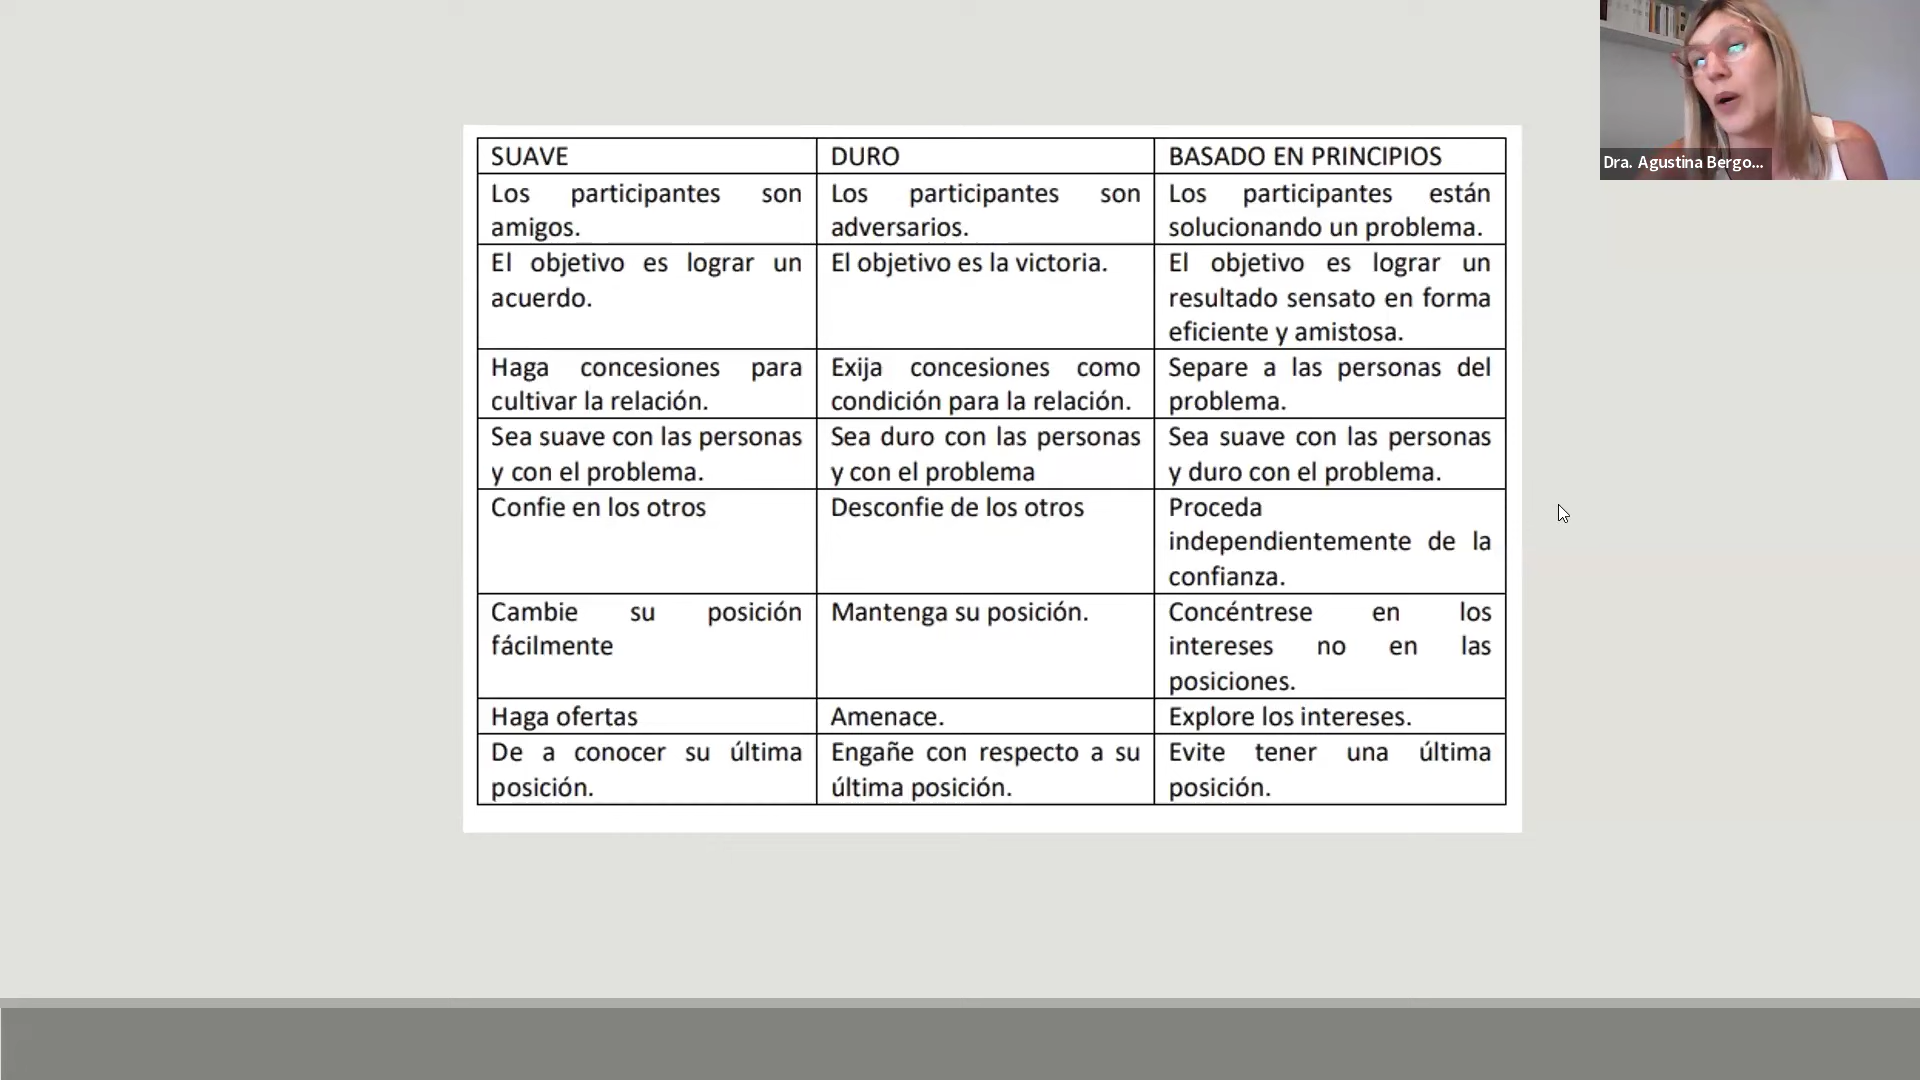 SUAVE
DURO
BASADO EN PRINCIPIOS
Los participantes son
amigos.
Los participantes son
adversarios.
Los participantes están
solucionando un problema.
El objetivo es lograr un
acuerdo.
El objetivo es la victoria.
El objetivo es lograr un
resultado sensato en forma
eficiente y amistosa.
Haga concesiones para
cultivar la relación.
Exija concesiones como
condición para la relación.
Separe a las personas del
problema.
Sea suave con las personas
y con el problema.
Sea duro con las personas
y con el problema
Sea suave con las personas
y duro con el problema.
Confie en los otros
Desconfie de los otros
Proceda
independientemente de la
confianza.
Cambie su posición
fácilmente
Mantenga su posición.
Concéntrese en los
intereses no en las
posiciones.
Haga ofertas
Amenace.
Explore los intereses.
De a conocer su última
posición.
Engañe con respecto a su
última posición.
Evite tener una última
posición.
Dra. Agustina Bergo...